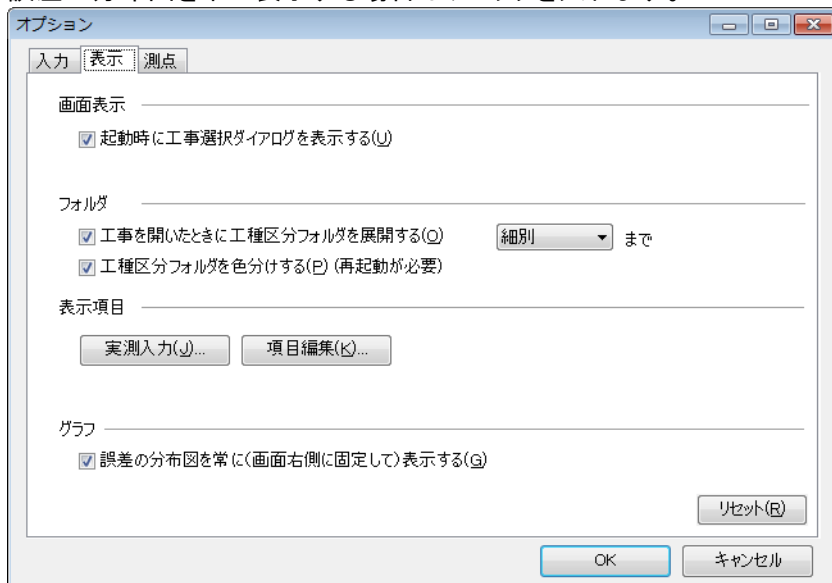 オプション
入力 表示 測点
画面表示
起動時に工事選択ダイアログを表示する(U)
フォルダ
工事を開いたときに工種区分フォルダを展開する(O) 細別 まで
工種区分フォルダを色分けする(P) (再起動が必要)
表示項目
実測入力(J)... 項目編集(K)...
グラフ
誤差の分布図を常に(画面右側に固定して)表示する(G)
リセット(R)
OK キャンセル